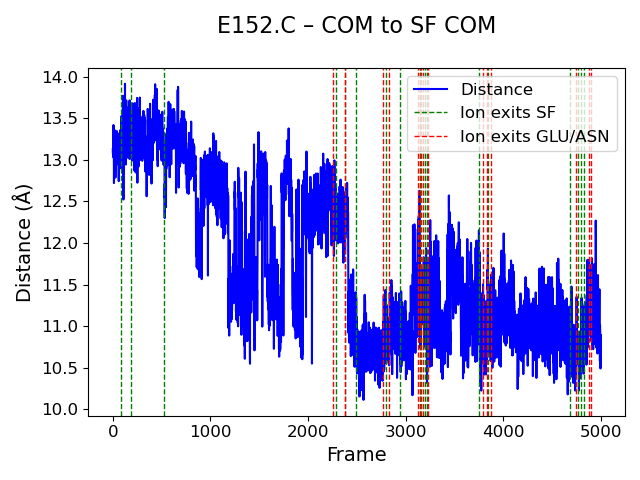 E152.C – COM to SF COM
Distance
Ion exits SF
Ion exits GLU/ASN
Distance (Å)
14.0
13.5
13.0
12.5
12.0
11.5
11.0
10.5
10.0
0 1000 2000 3000 4000 5000
Frame